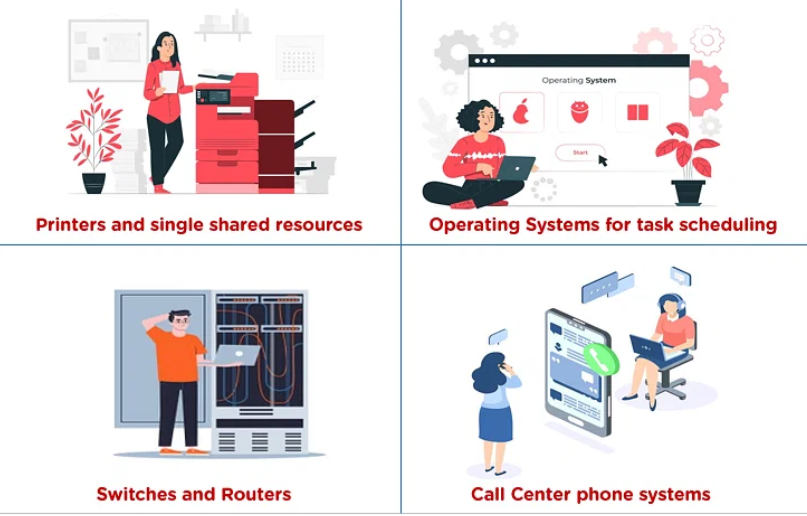 Operating System
Start
Printers and single shared resources
Operating Systems for task scheduling
Switches and Routers
Call Center phone systems